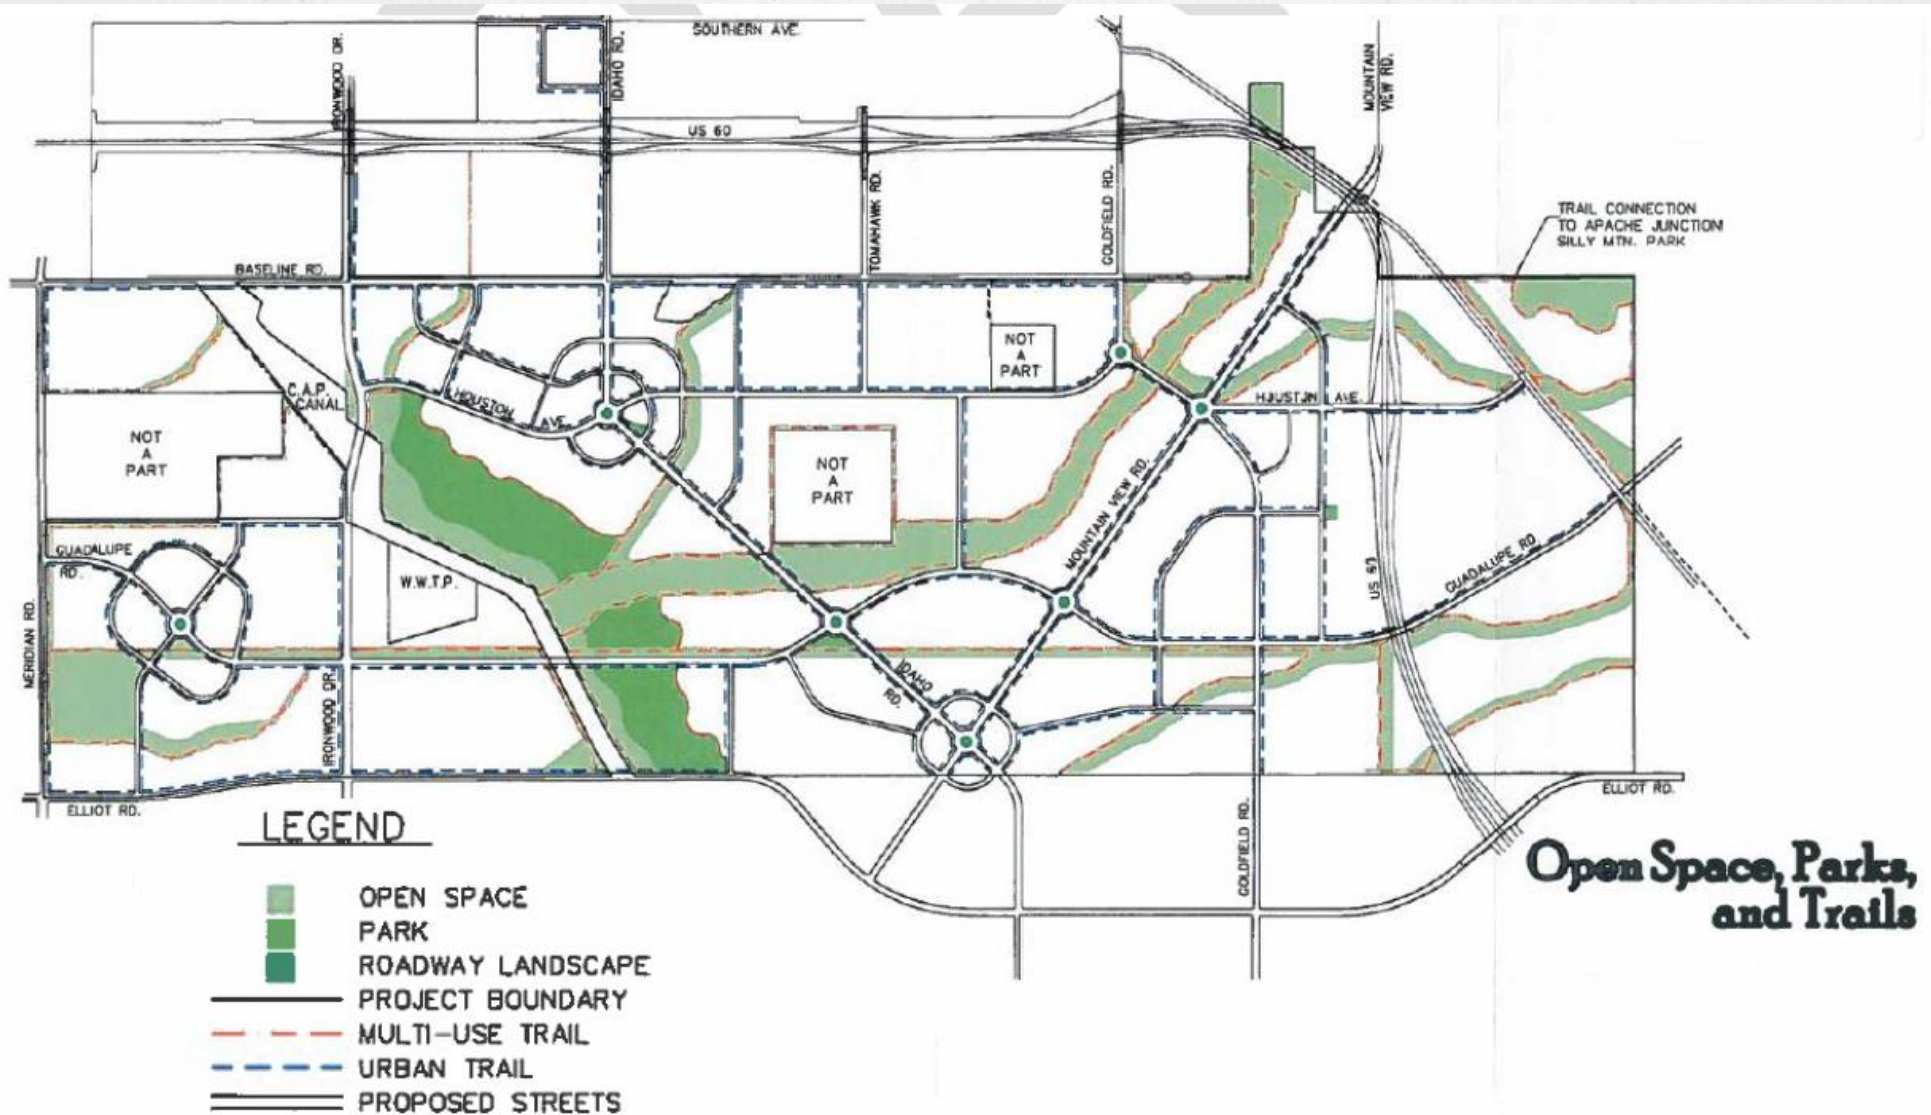 SOUTHERN AVE.
IRONWOOD DR.
IDAHO RD.
MOUNTAIN
VIEW RD.
US 60
TOMAHAWK RD.
GOLDFIELD RD.
TRAIL CONNECTION
TO APACHE JUNCTION
SILLY MTN. PARK
BASELINE RD.
NOT
A
PART
C.A.P.
CANAL
HOUSTON
AVE.
HOUSTON AVE.
NOT
A
PART
NOT
A
PART
MOUNTAIN VIEW RD.
GUADALUPE
RD.
W.W.T.P.
US 60
GUADALUPE RD.
MERIDIAN RD.
IDAHO
RD.
IRONWOOD DR.
ELLIOT RD.
ELLIOT RD.
GOLDFIELD RD.
LEGEND
OPEN SPACE
PARK
ROADWAY LANDSCAPE
PROJECT BOUNDARY
MULTI-USE TRAIL
URBAN TRAIL
PROPOSED STREETS
Open Space, Parks,
and Trails